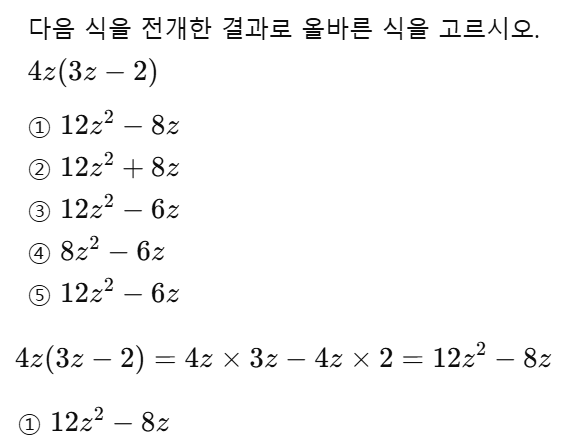 다음 식을 전개한 결과로 올바른 식을 고르시오.
4z(3z − 2)
① 12z² − 8z
② 12z² + 8z
③ 12z² − 6z
④ 8z² − 6z
⑤ 12z² − 6z
4z(3z − 2) = 4z × 3z − 4z × 2 = 12z² − 8z
① 12z² − 8z